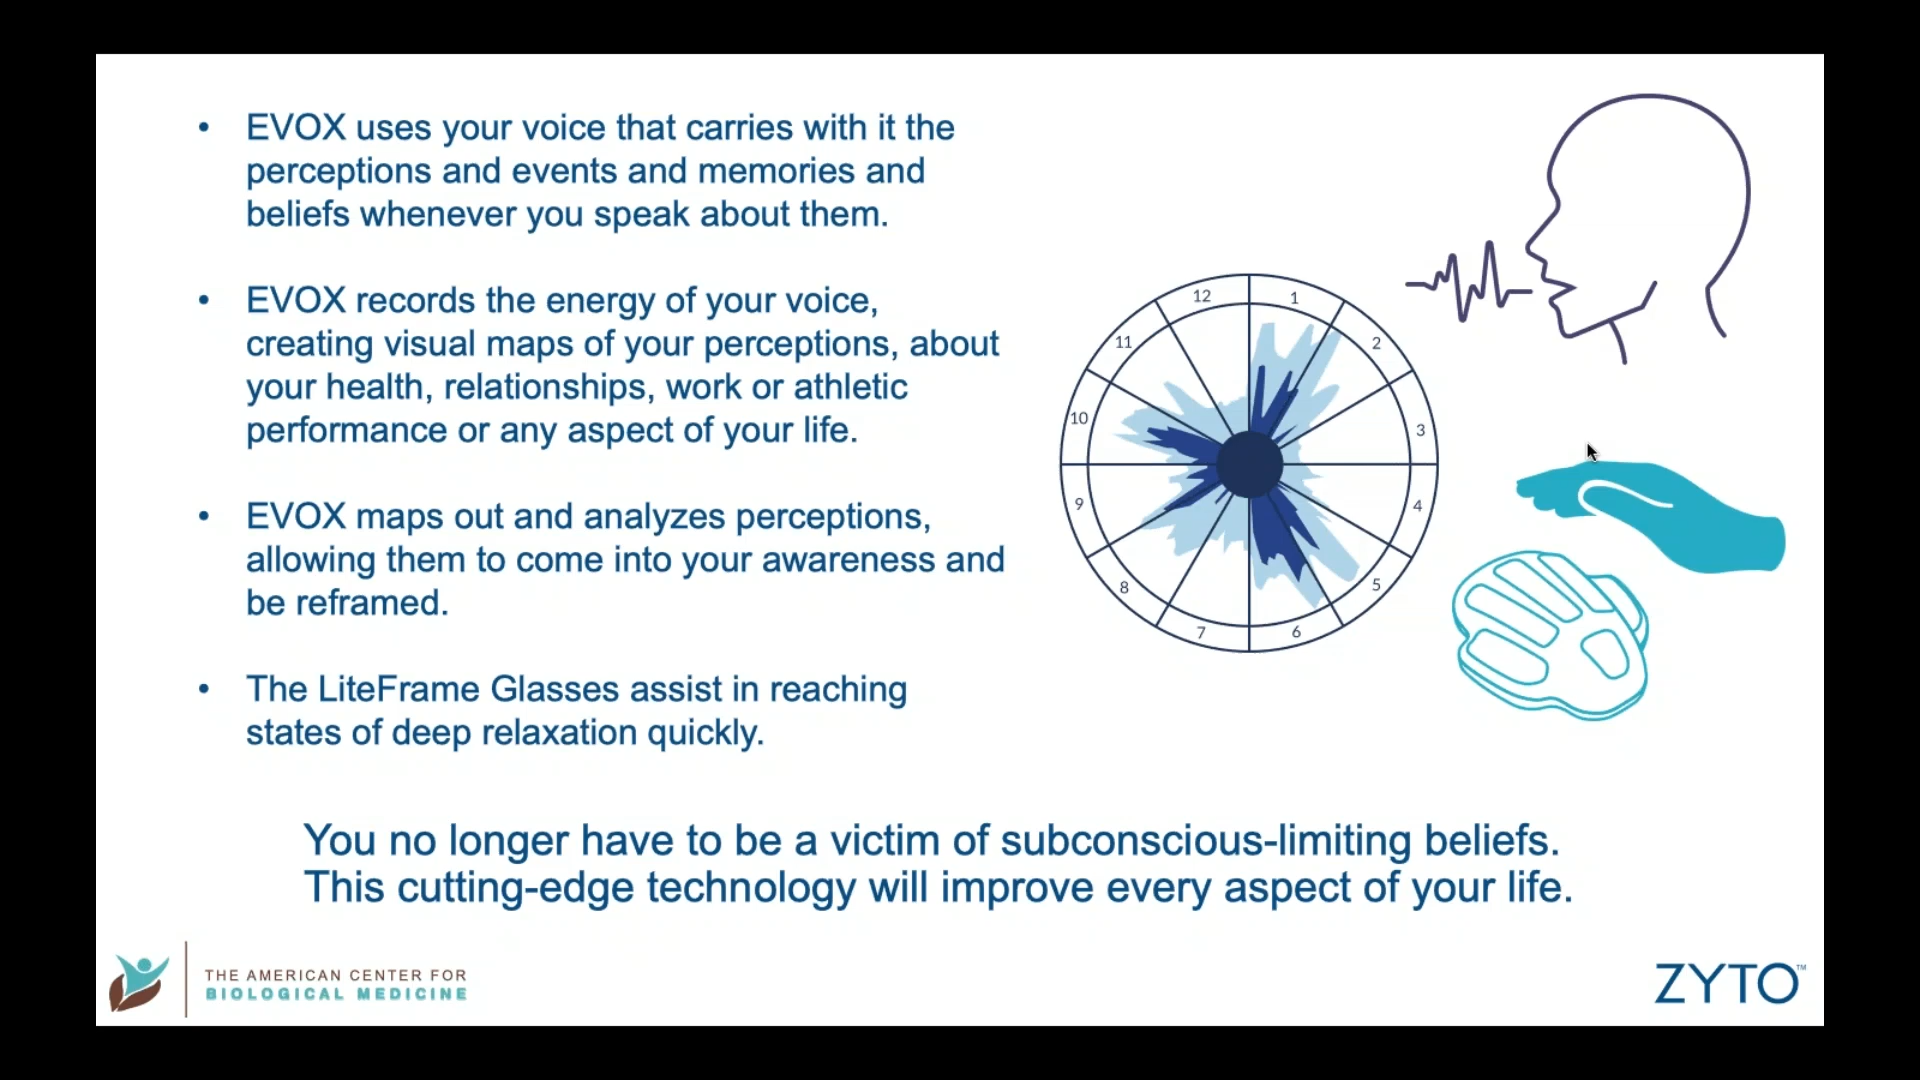 • EVOX uses your voice that carries with it the
perceptions and events and memories and
beliefs whenever you speak about them.
• EVOX records the energy of your voice,
creating visual maps of your perceptions, about
your health, relationships, work or athletic
performance or any aspect of your life.
• EVOX maps out and analyzes perceptions,
allowing them to come into your awareness and
be reframed.
• The LiteFrame Glasses assist in reaching
states of deep relaxation quickly.
12
1
11
2
10
3
9
4
8
5
7
6
You no longer have to be a victim of subconscious-limiting beliefs.
This cutting-edge technology will improve every aspect of your life.
THE AMERICAN CENTER FOR
BIOLOGICAL MEDICINE
ZYTO™